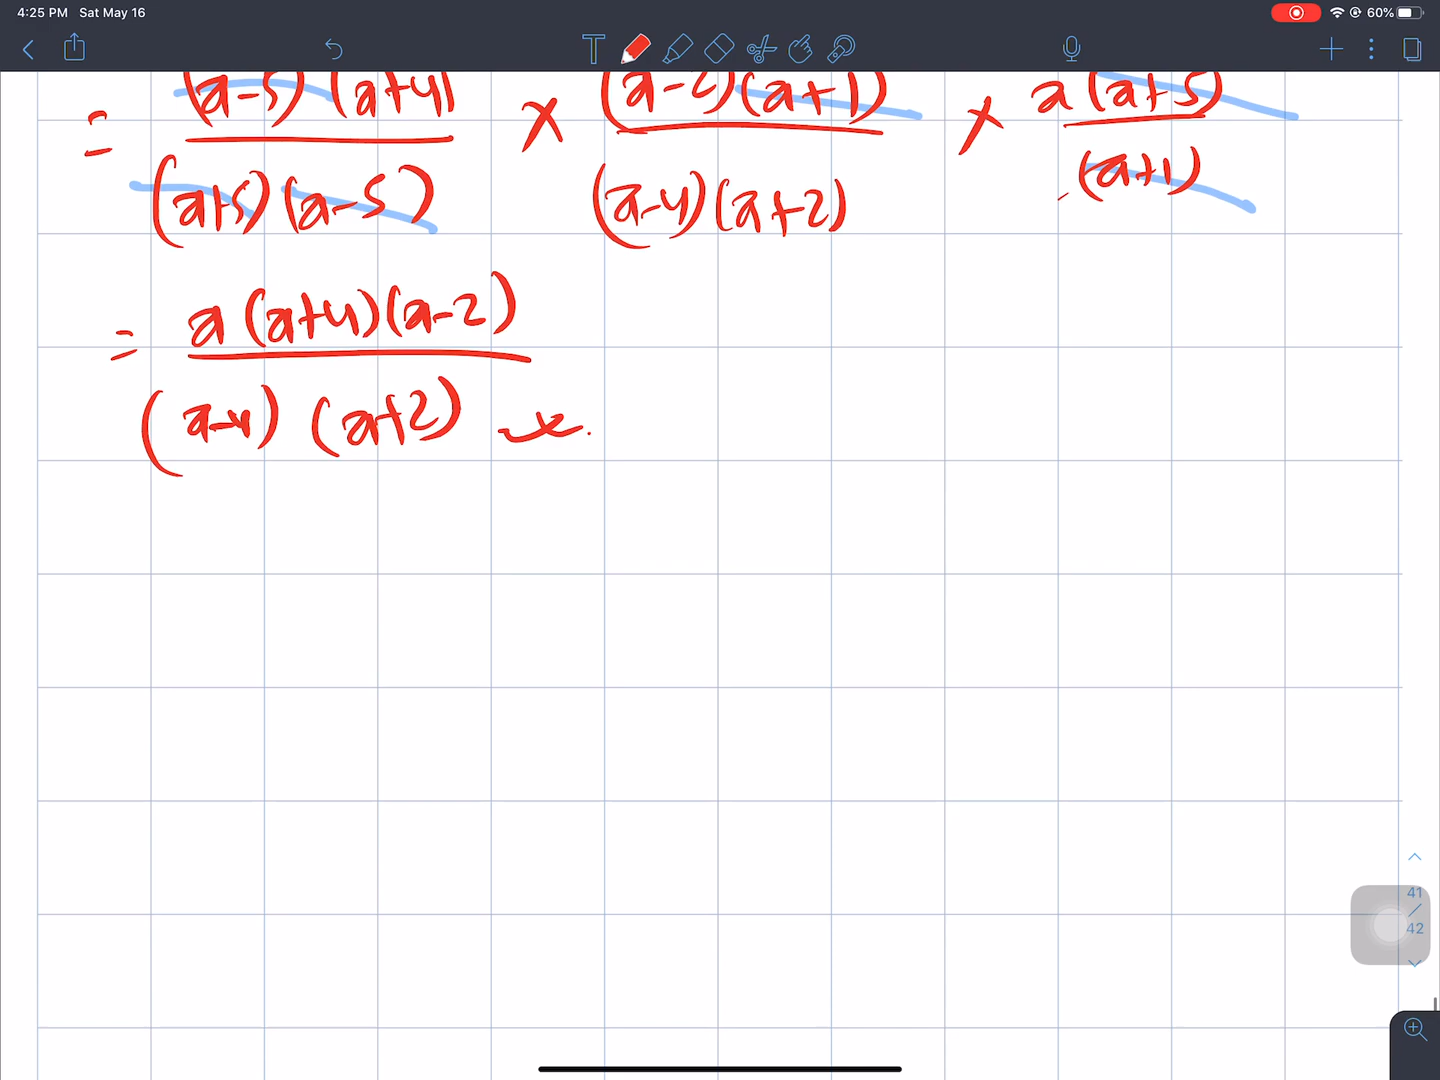 4:25 PM Sat May 16
60%
T
= (a-5)(a+4) / (a+5)(a-5) × (a-2)(a+1) / (a-4)(a+2) × a(a+5) / (a+1)
= a(a+4)(a-2) / (a-4)(a+2)
41
/
42